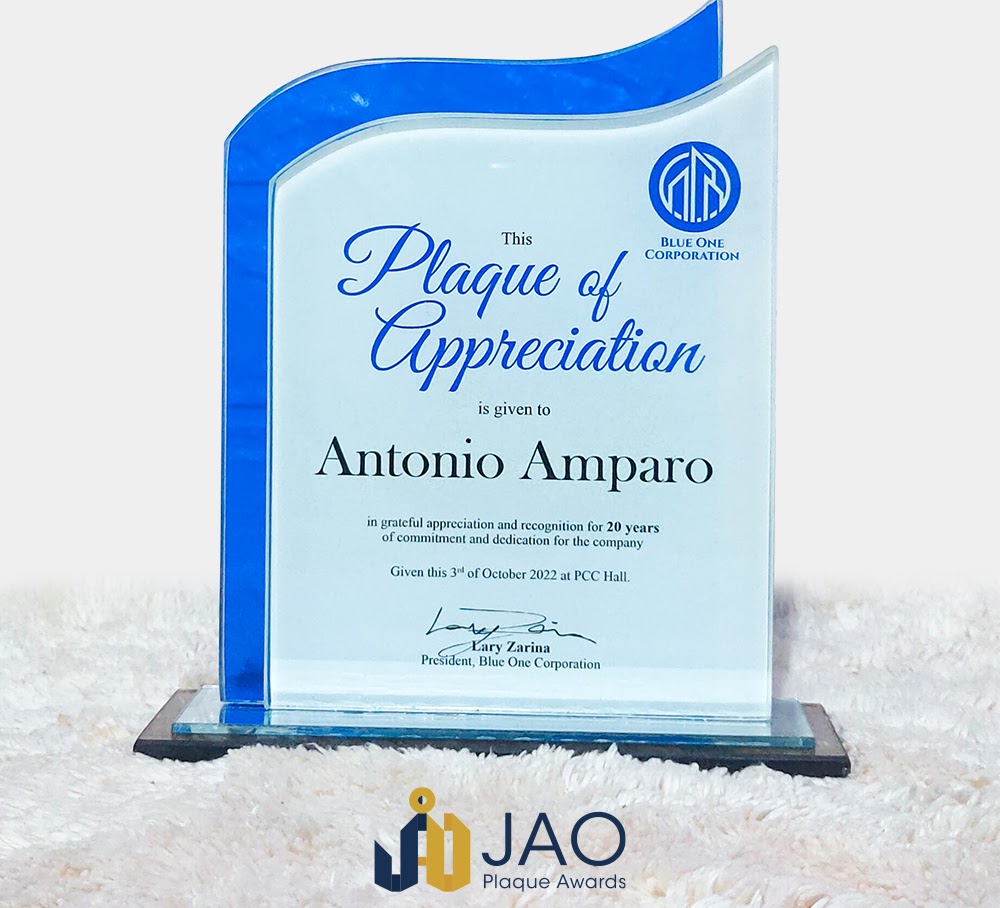 BLUE ONE
CORPORATION
This
Plaque of
Appreciation
is given to
Antonio Amparo
in grateful appreciation and recognition for 20 years
of commitment and dedication for the company
Given this 3rd of October 2022 at PCC Hall.
Lary Zarina
Lary Zarina
President, Blue One Corporation
JAO
Plaque Awards